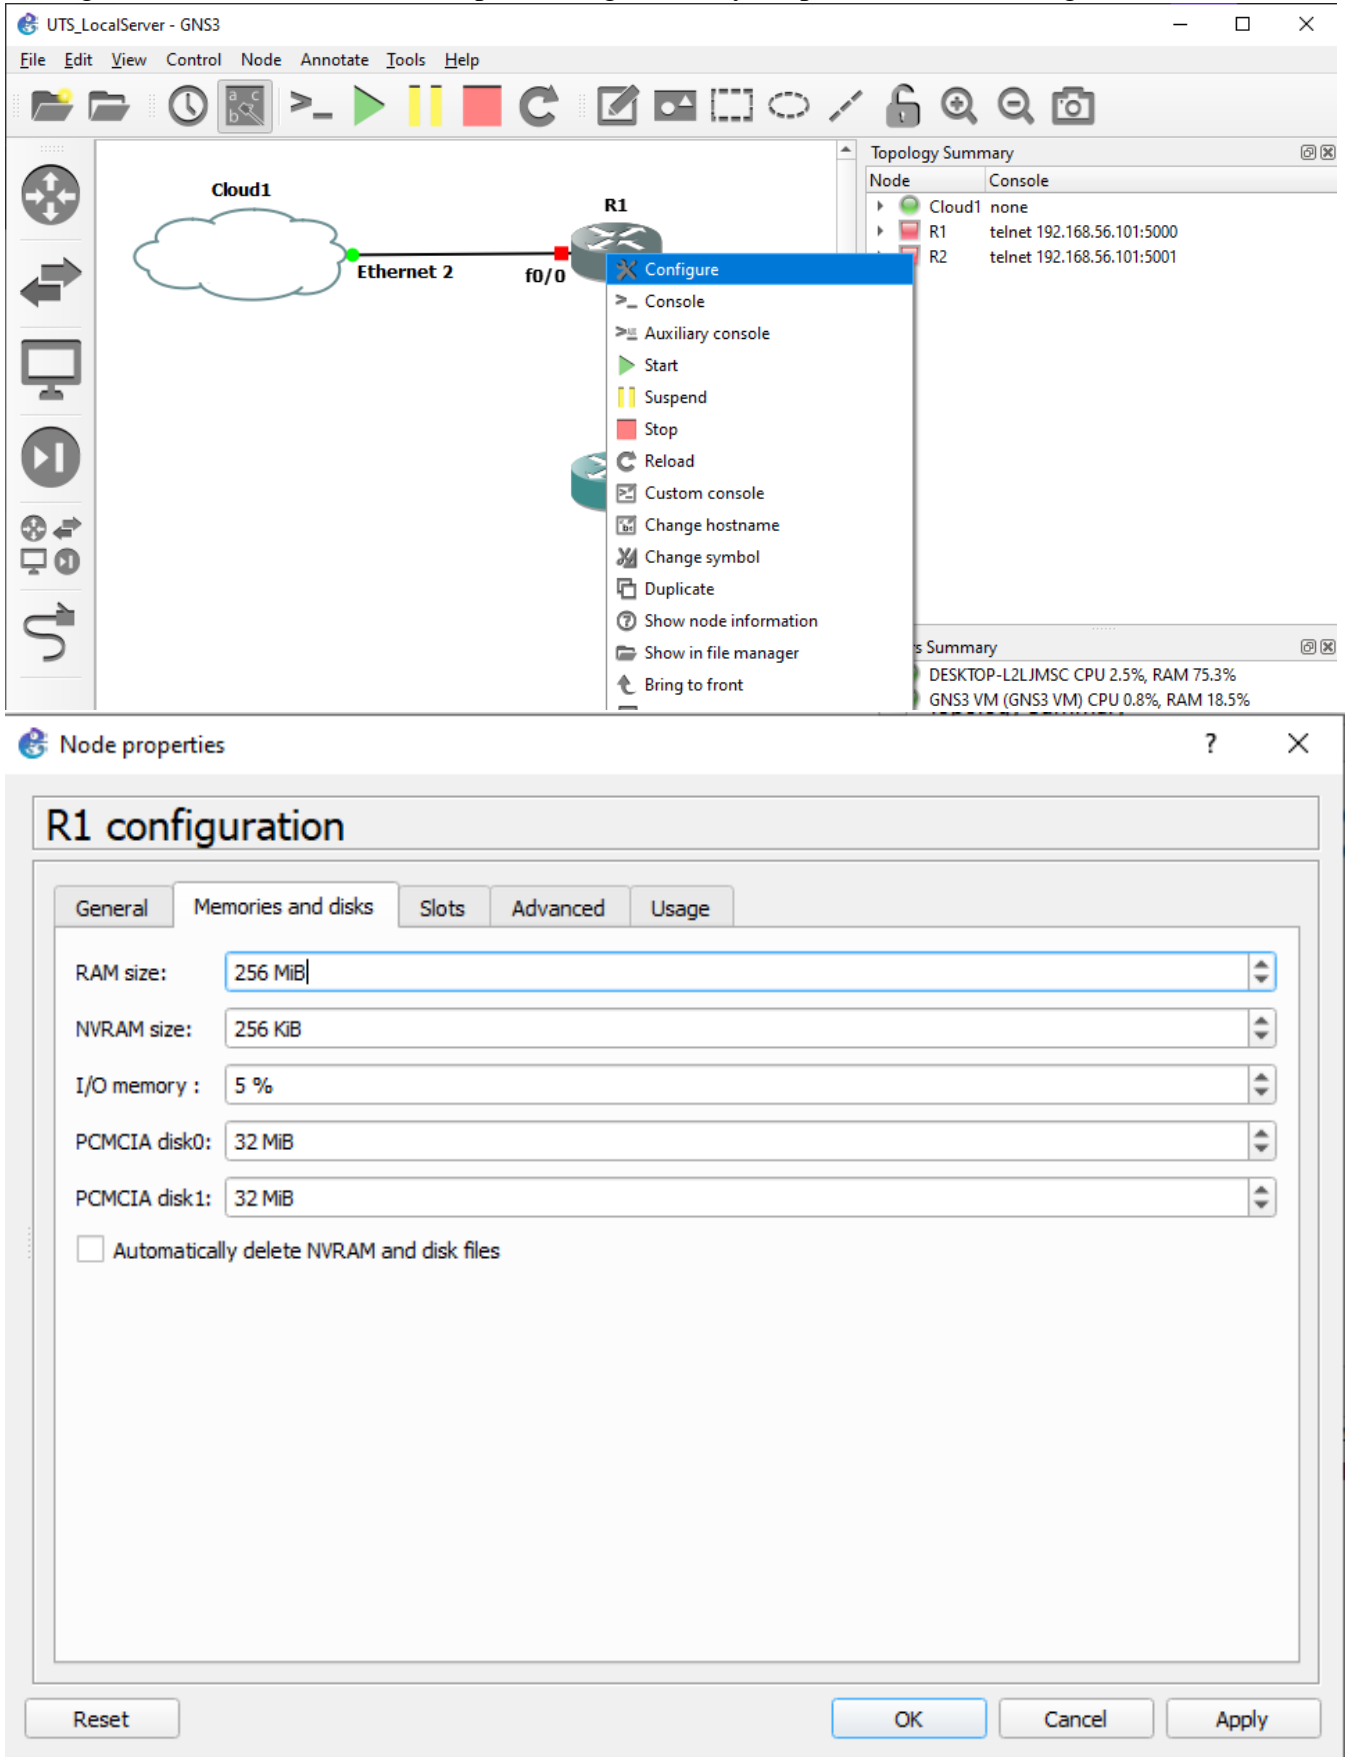 UTS_LocalServer - GNS3
File Edit View Control Node Annotate Tools Help
Topology Summary
Node Console
Cloud1 none
R1 telnet 192.168.56.101:5000
R2 telnet 192.168.56.101:5001
Cloud1
R1
Ethernet 2
f0/0
Configure
Console
Auxiliary console
Start
Suspend
Stop
Reload
Custom console
Change hostname
Change symbol
Duplicate
Show node information
Show in file manager
Bring to front
s Summary
DESKTOP-L2LJMSC CPU 2.5%, RAM 75.3%
GNS3 VM (GNS3 VM) CPU 0.8%, RAM 18.5%
Node properties
R1 configuration
General Memories and disks Slots Advanced Usage
RAM size: 256 MiB
NVRAM size: 256 KiB
I/O memory : 5 %
PCMCIA disk0: 32 MiB
PCMCIA disk1: 32 MiB
Automatically delete NVRAM and disk files
Reset OK Cancel Apply